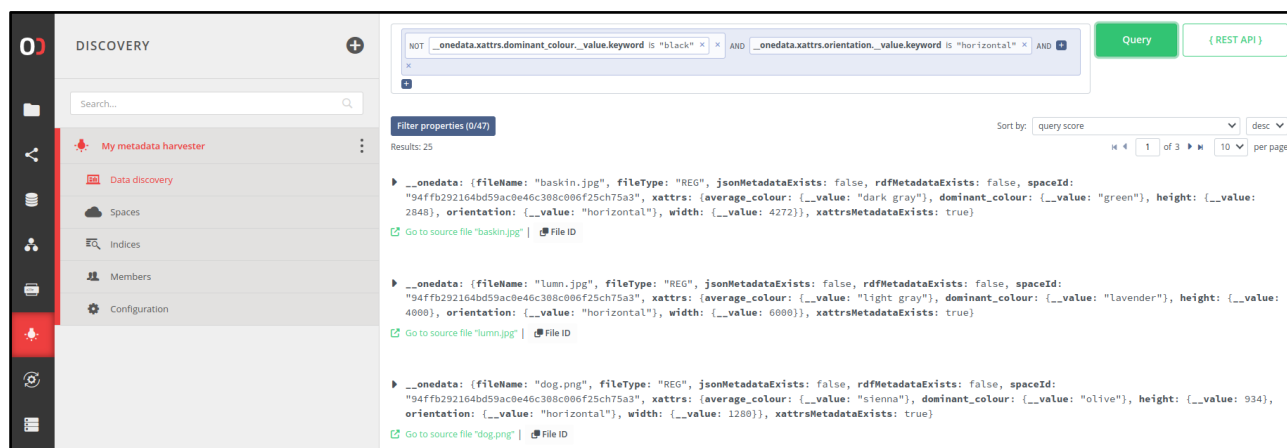 DISCOVERY
Search...
My metadata harvester
Data discovery
Spaces
Indices
Members
Configuration
NOT __onedata.xattrs.dominant_colour.__value.keyword is "black" × × AND __onedata.xattrs.orientation.__value.keyword is "horizontal" × AND
×
Query
{ REST API }
Filter properties (0/47)
Sort by: query score desc
Results: 25
1 of 3 10 per page
__onedata: {fileName: "baskin.jpg", fileType: "REG", jsonMetadataExists: false, rdfMetadataExists: false, spaceId:
"94ffb292164bd59ac0e46c308c006f25ch75a3", xattrs: {average_colour: {__value: "dark gray"}, dominant_colour: {__value: "green"}, height: {__value:
2848}, orientation: {__value: "horizontal"}, width: {__value: 4272}}, xattrsMetadataExists: true}
Go to source file "baskin.jpg" | File ID
__onedata: {fileName: "lumn.jpg", fileType: "REG", jsonMetadataExists: false, rdfMetadataExists: false, spaceId:
"94ffb292164bd59ac0e46c308c006f25ch75a3", xattrs: {average_colour: {__value: "light gray"}, dominant_colour: {__value: "lavender"}, height: {__value:
4000}, orientation: {__value: "horizontal"}, width: {__value: 6000}}, xattrsMetadataExists: true}
Go to source file "lumn.jpg" | File ID
__onedata: {fileName: "dog.png", fileType: "REG", jsonMetadataExists: false, rdfMetadataExists: false, spaceId:
"94ffb292164bd59ac0e46c308c006f25ch75a3", xattrs: {average_colour: {__value: "sienna"}, dominant_colour: {__value: "olive"}, height: {__value: 934},
orientation: {__value: "horizontal"}, width: {__value: 1280}}, xattrsMetadataExists: true}
Go to source file "dog.png" | File ID